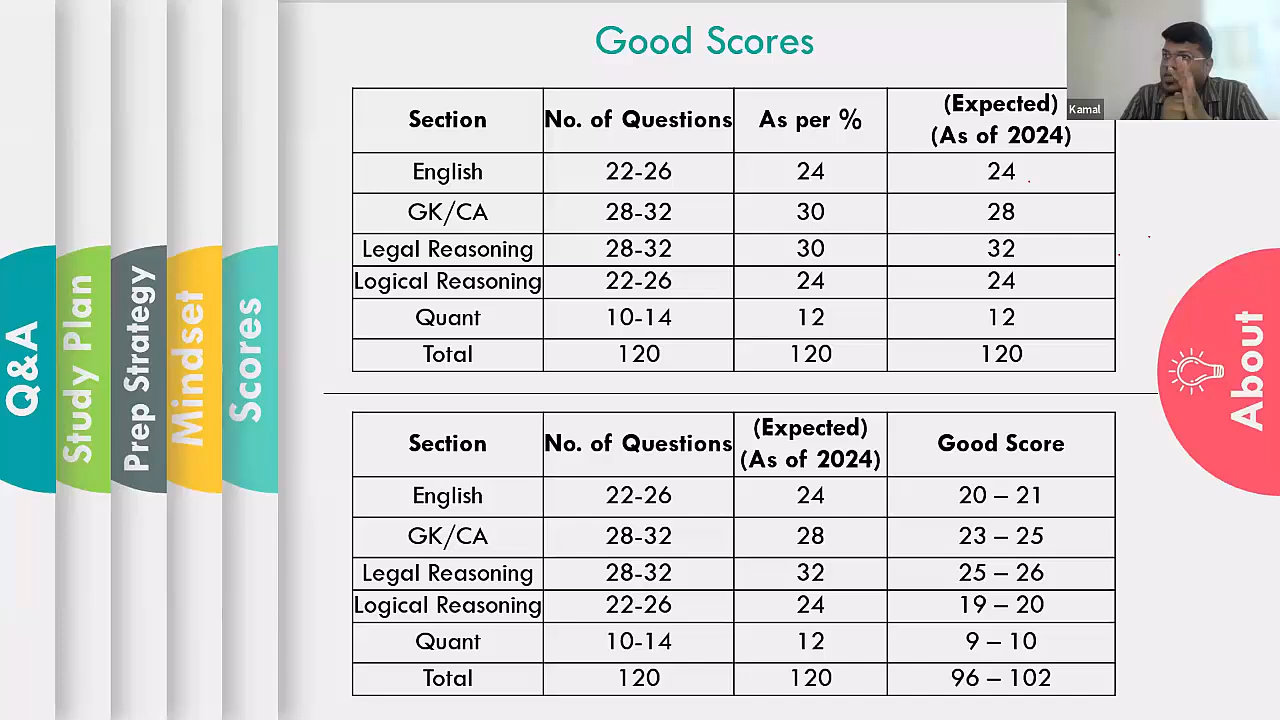 Good Scores
Kamal
Section No. of Questions As per % (Expected) (As of 2024)
English 22-26 24 24
GK/CA 28-32 30 28
Legal Reasoning 28-32 30 32
Logical Reasoning 22-26 24 24
Quant 10-14 12 12
Total 120 120 120
Section No. of Questions (Expected) (As of 2024) Good Score
English 22-26 24 20 – 21
GK/CA 28-32 28 23 – 25
Legal Reasoning 28-32 32 25 – 26
Logical Reasoning 22-26 24 19 – 20
Quant 10-14 12 9 – 10
Total 120 120 96 – 102
Q&A
Study Plan
Prep Strategy
Mindset
Scores
About